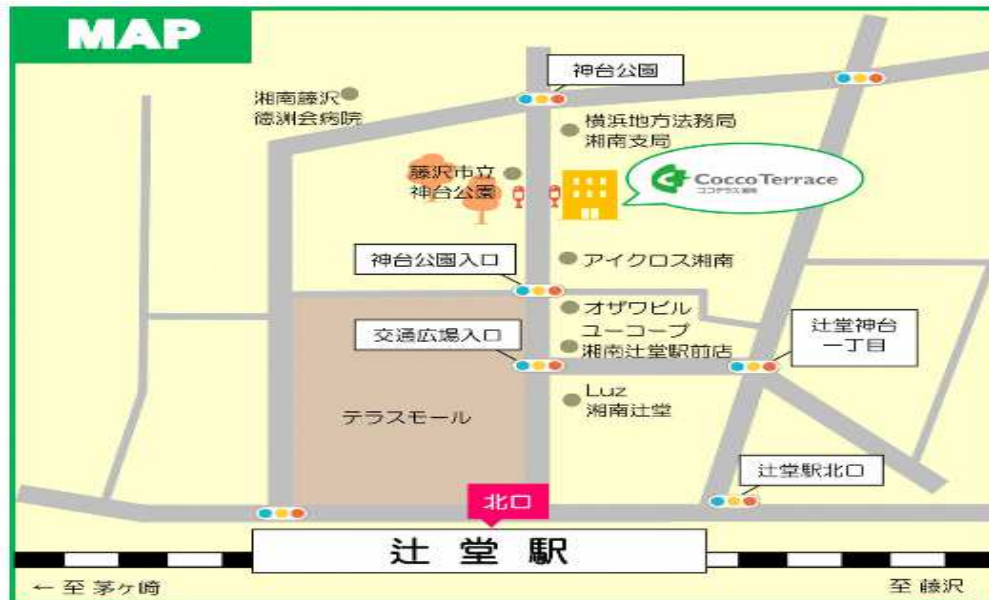 MAP
神台公園
湘南藤沢
徳洲会病院
横浜地方法務局
湘南支局
藤沢市立
神台公園
CoccoTerrace
ココテラス湘南
神台公園入口
アイクロス湘南
オザワビル
ユーコープ
湘南辻堂駅前店
交通広場入口
辻堂神台
一丁目
Luz
湘南辻堂
テラスモール
辻堂駅北口
北口
辻堂駅
← 至 茅ヶ崎
至 藤沢